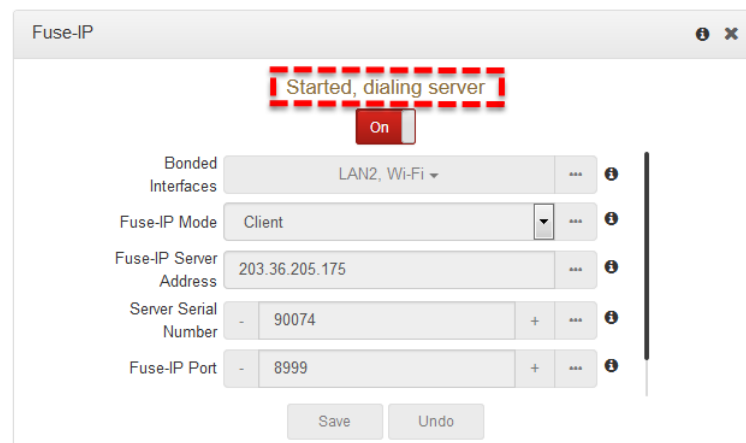 Fuse-IP
Started, dialing server
On
Bonded
Interfaces
LAN2, Wi-Fi
Fuse-IP Mode
Client
Fuse-IP Server
Address
203.36.205.175
Server Serial
Number
- 90074 +
Fuse-IP Port
- 8999 +
Save Undo